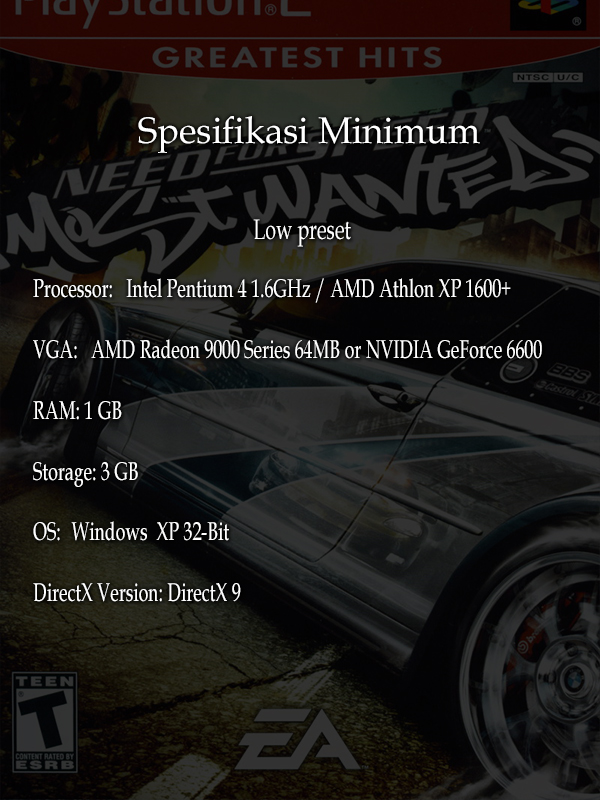 PlayStation® 2
®
GREATEST HITS
NTSC U/C
Spesifikasi Minimum
NEED FOR SPEED
MOST WANTED
Low preset
Processor: Intel Pentium 4 1.6GHz / AMD Athlon XP 1600+
VGA: AMD Radeon 9000 Series 64MB or NVIDIA GeForce 6600
BBS
Castrol
RAM: 1 GB
Storage: 3 GB
OS: Windows XP 32-Bit
DirectX Version: DirectX 9
TEEN
T
CONTENT RATED BY
ESRB
EA